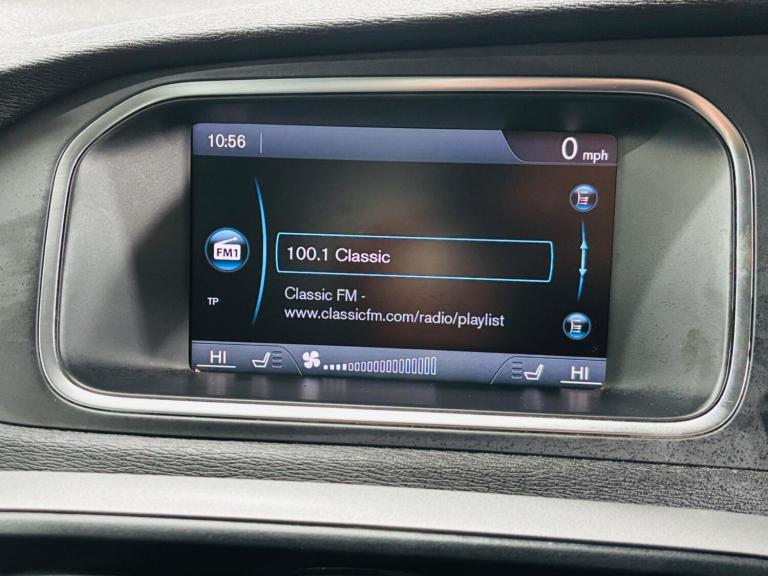 10:56
0 mph
FM1
100.1 Classic
TP
Classic FM -
www.classicfm.com/radio/playlist
HI
HI